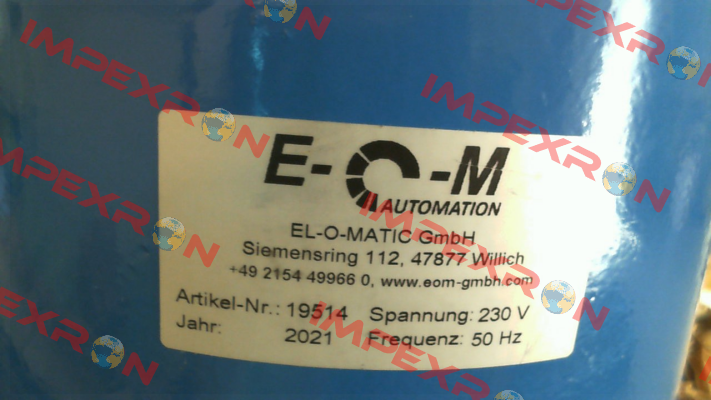 E-O-M
AUTOMATION
EL-O-MATIC GmbH
Siemensring 112, 47877 Willich
+49 2154 49966 0, www.eom-gmbh.com
Artikel-Nr.: 19514 Spannung: 230 V
Jahr: 2021 Frequenz: 50 Hz
IMPEXRON
IMPEXRON
IMPEXRON
IMPEXRON
IMPEXRON
IMPEXRON
IMPEXRON